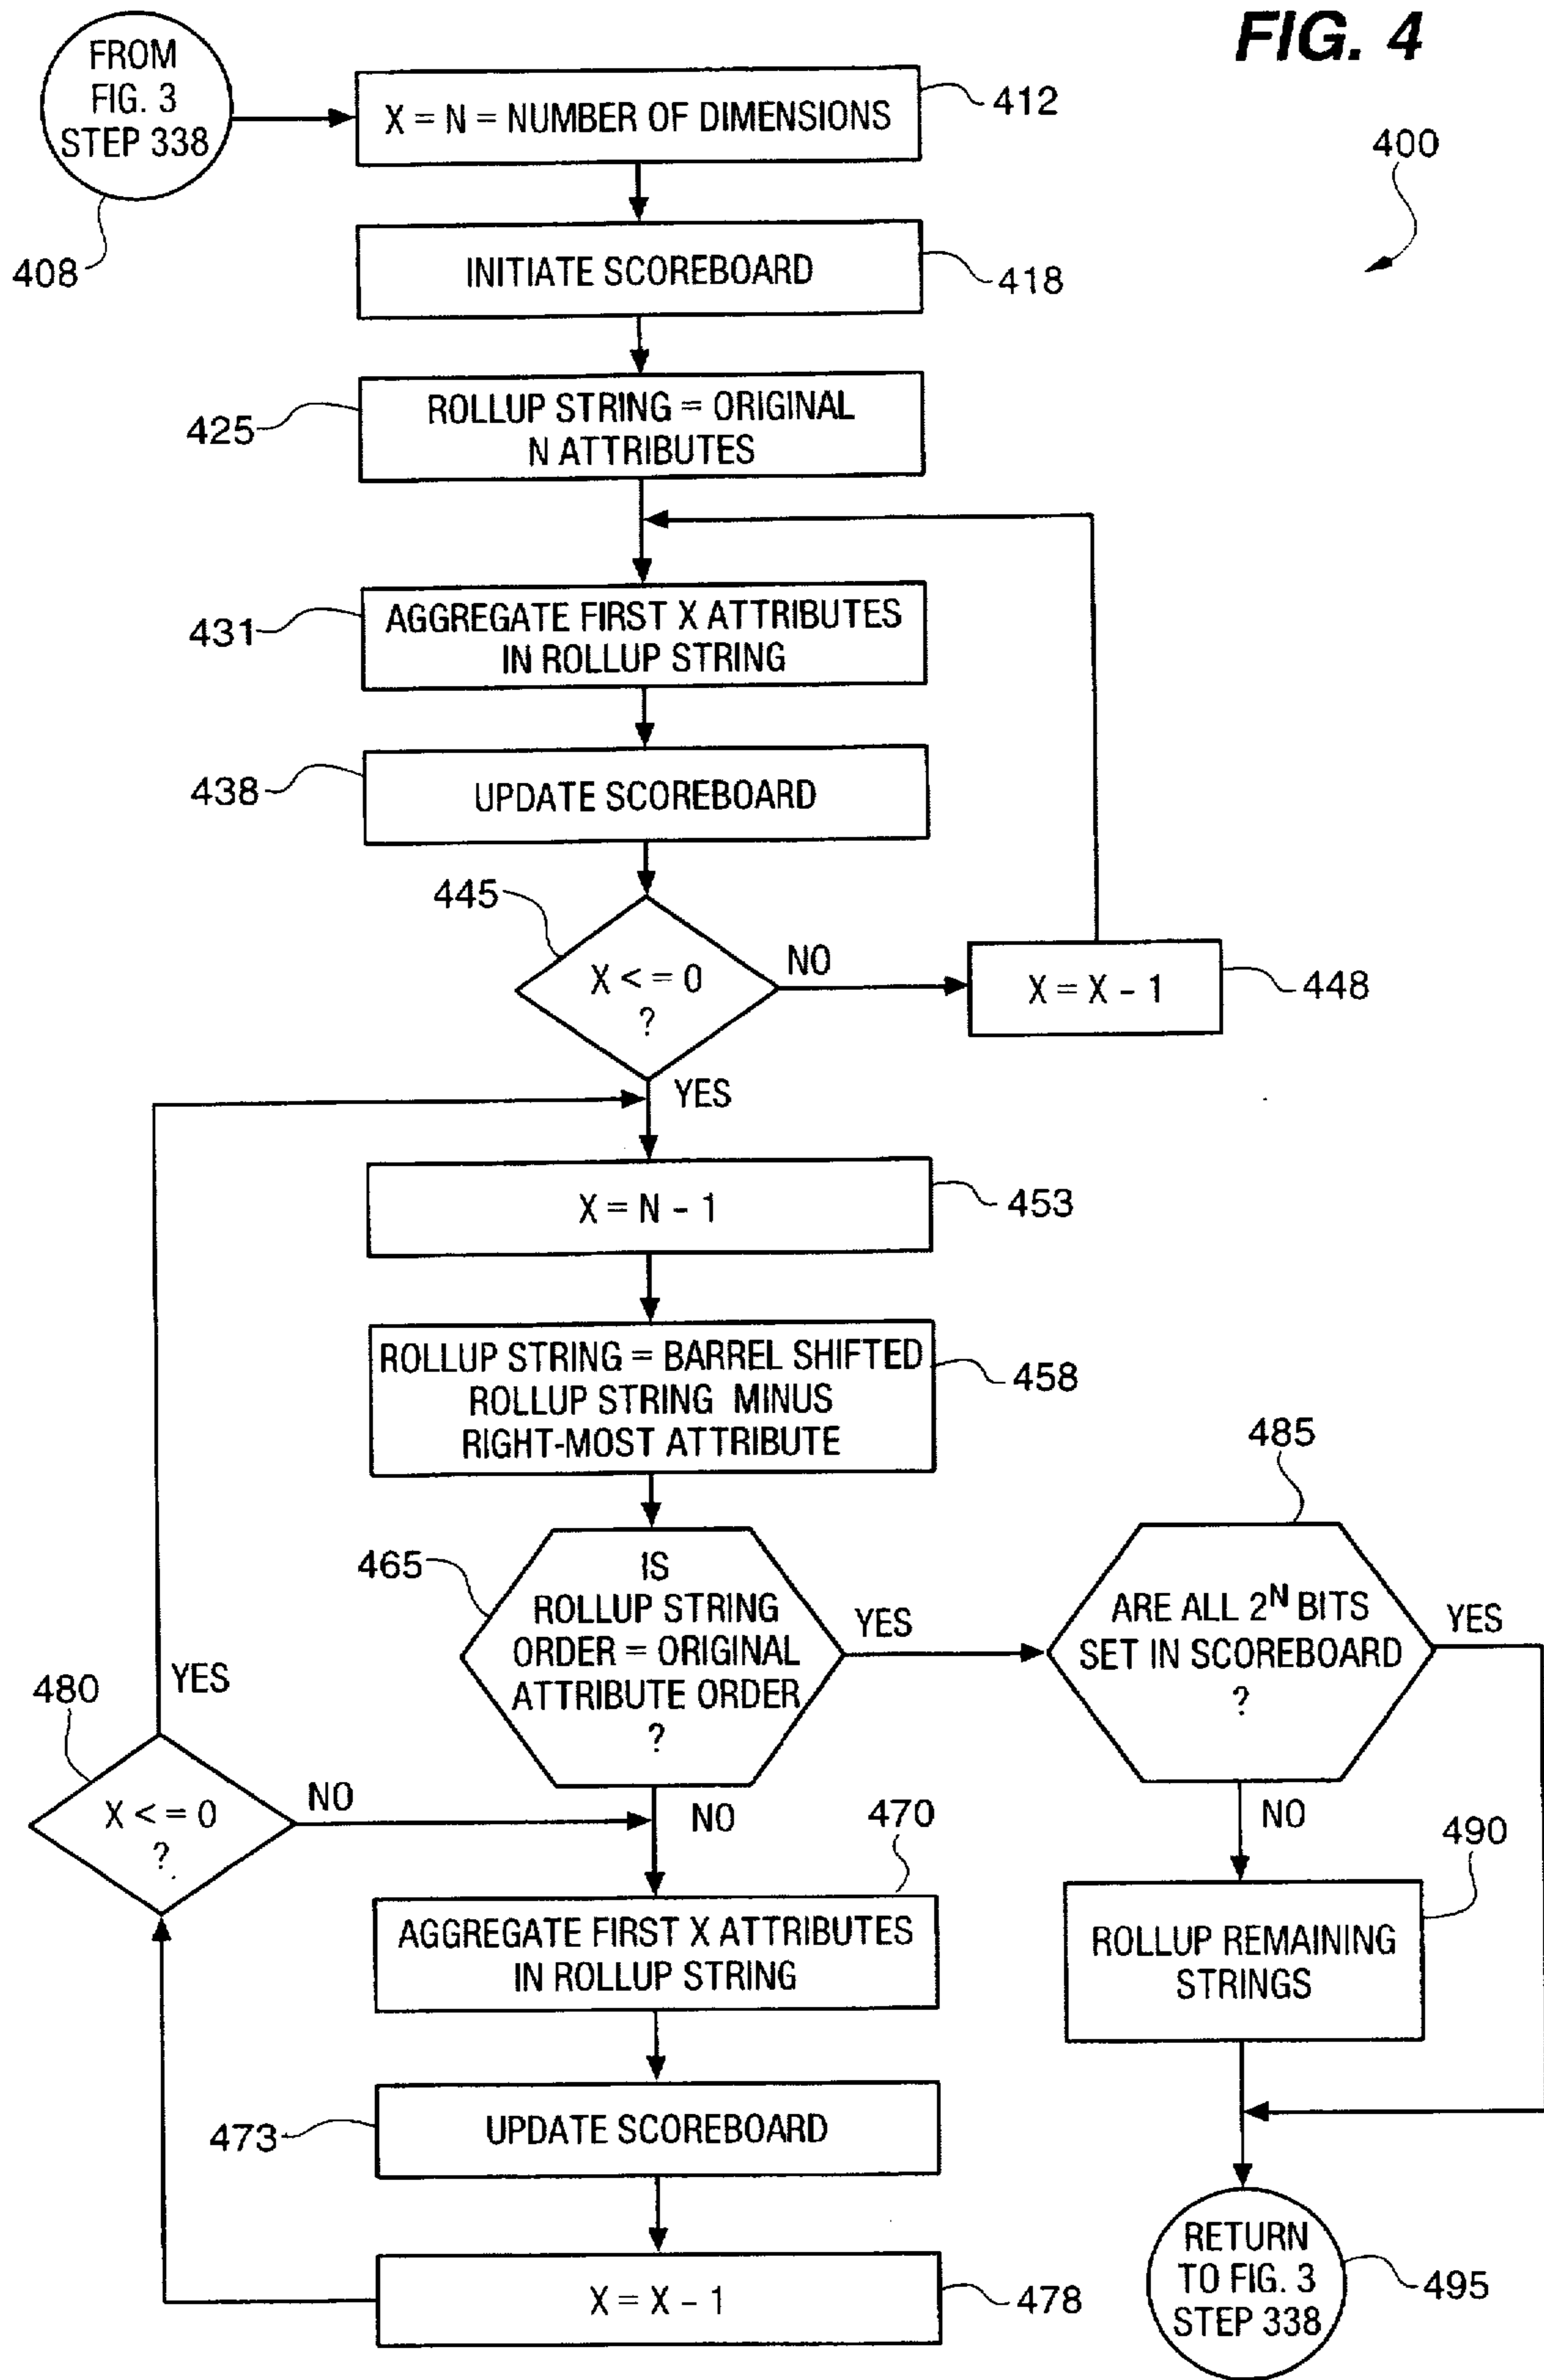 FIG. 4
FROM
FIG. 3
STEP 338
408
X = N = NUMBER OF DIMENSIONS
412
400
INITIATE SCOREBOARD
418
ROLLUP STRING = ORIGINAL
N ATTRIBUTES
425
AGGREGATE FIRST X ATTRIBUTES
IN ROLLUP STRING
431
UPDATE SCOREBOARD
438
445
X < = 0
?
NO
X = X - 1
448
YES
X = N - 1
453
ROLLUP STRING = BARREL SHIFTED
ROLLUP STRING MINUS
RIGHT-MOST ATTRIBUTE
458
465
IS
ROLLUP STRING
ORDER = ORIGINAL
ATTRIBUTE ORDER
?
YES
485
ARE ALL 2^N BITS
SET IN SCOREBOARD
?
YES
NO
490
ROLLUP REMAINING
STRINGS
480
YES
X < = 0
?
NO
NO
470
AGGREGATE FIRST X ATTRIBUTES
IN ROLLUP STRING
473
UPDATE SCOREBOARD
X = X - 1
478
RETURN
TO FIG. 3
STEP 338
495